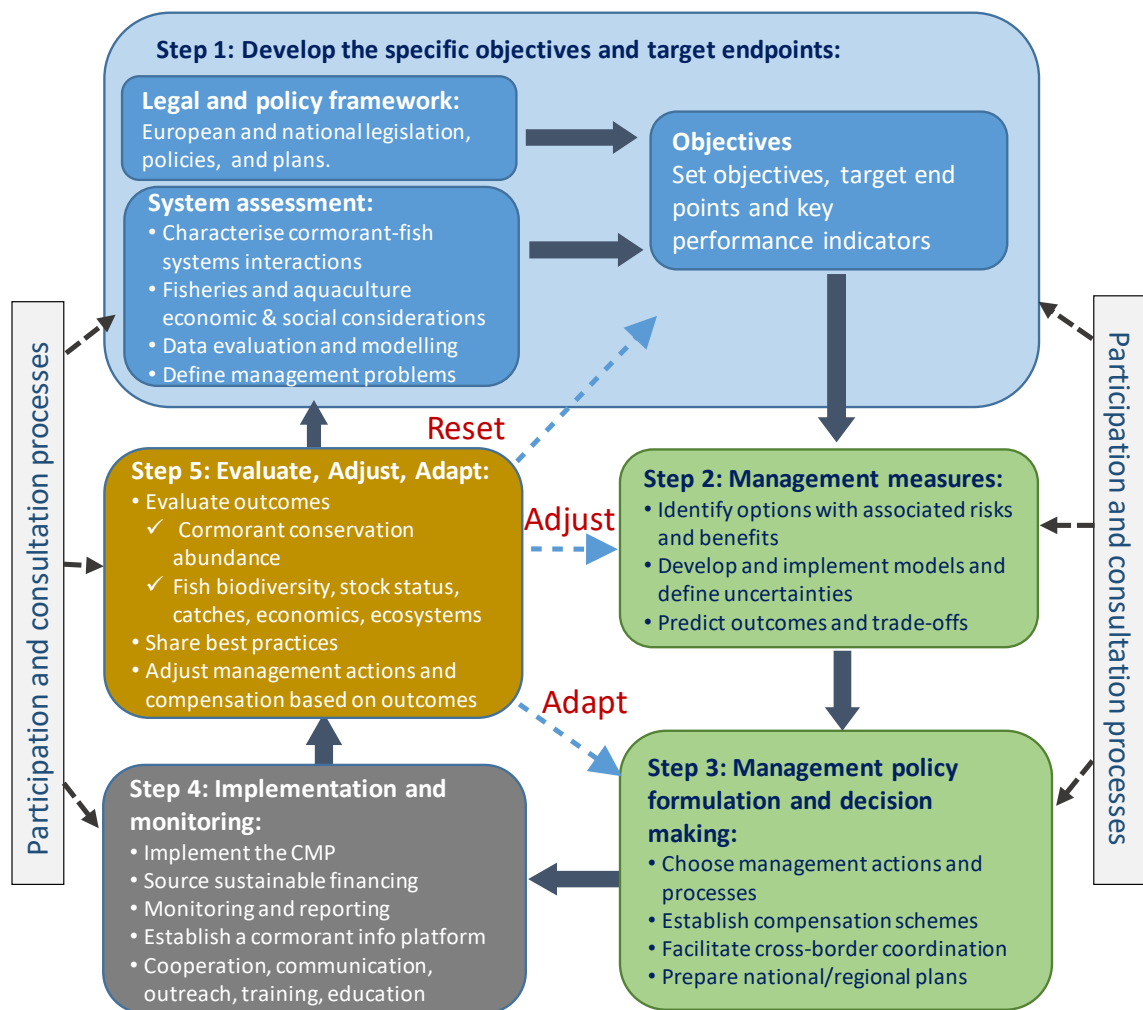 Step 1: Develop the specific objectives and target endpoints:
Legal and policy framework:
European and national legislation,
policies, and plans.
System assessment:
• Characterise cormorant-fish
systems interactions
• Fisheries and aquaculture
economic & social considerations
• Data evaluation and modelling
• Define management problems
Objectives
Set objectives, target end
points and key
performance indicators
Participation and consultation processes
Participation and consultation processes
Reset
Adjust
Adapt
Step 2: Management measures:
• Identify options with associated risks
and benefits
• Develop and implement models and
define uncertainties
• Predict outcomes and trade-offs
Step 3: Management policy
formulation and decision
making:
• Choose management actions and
processes
• Establish compensation schemes
• Facilitate cross-border coordination
• Prepare national/regional plans
Step 4: Implementation and
monitoring:
• Implement the CMP
• Source sustainable financing
• Monitoring and reporting
• Establish a cormorant info platform
• Cooperation, communication,
outreach, training, education
Step 5: Evaluate, Adjust, Adapt:
• Evaluate outcomes
✓ Cormorant conservation
abundance
✓ Fish biodiversity, stock status,
catches, economics, ecosystems
• Share best practices
• Adjust management actions and
compensation based on outcomes